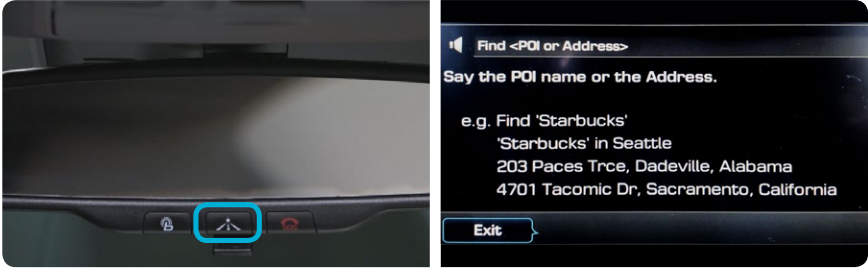 Find <POI or Address>
Say the POI name or the Address.
e.g. Find 'Starbucks'
'Starbucks' in Seattle
203 Paces Trce, Dadeville, Alabama
4701 Tacomic Dr, Sacramento, California
Exit